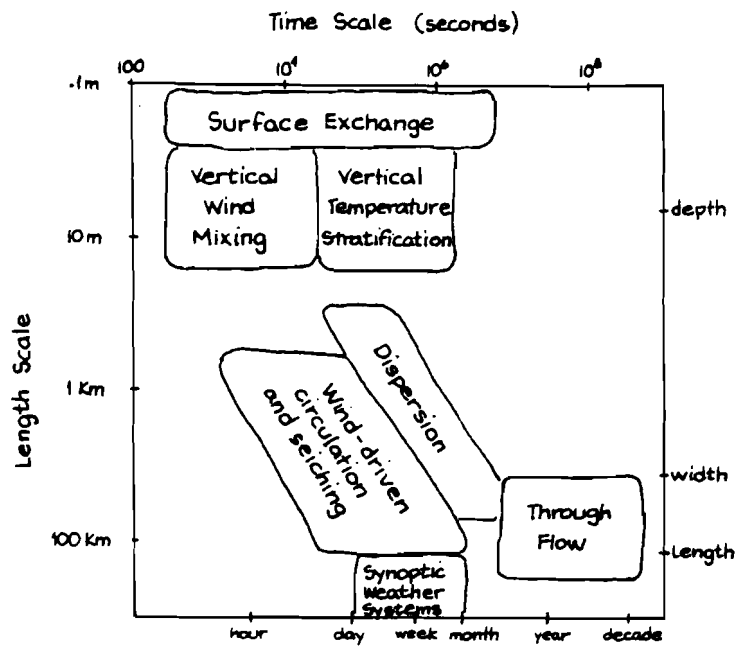 Time Scale (seconds)
100 10⁴ 10⁶ 10⁸
.1m
Surface Exchange
Vertical
Wind
Mixing
Vertical
Temperature
Stratification
depth
10m
Length Scale
1 Km
Dispersion
Wind-driven
circulation
and seiching
width
Through
Flow
100 Km
Length
Synoptic
Weather
Systems
hour day week month year decade